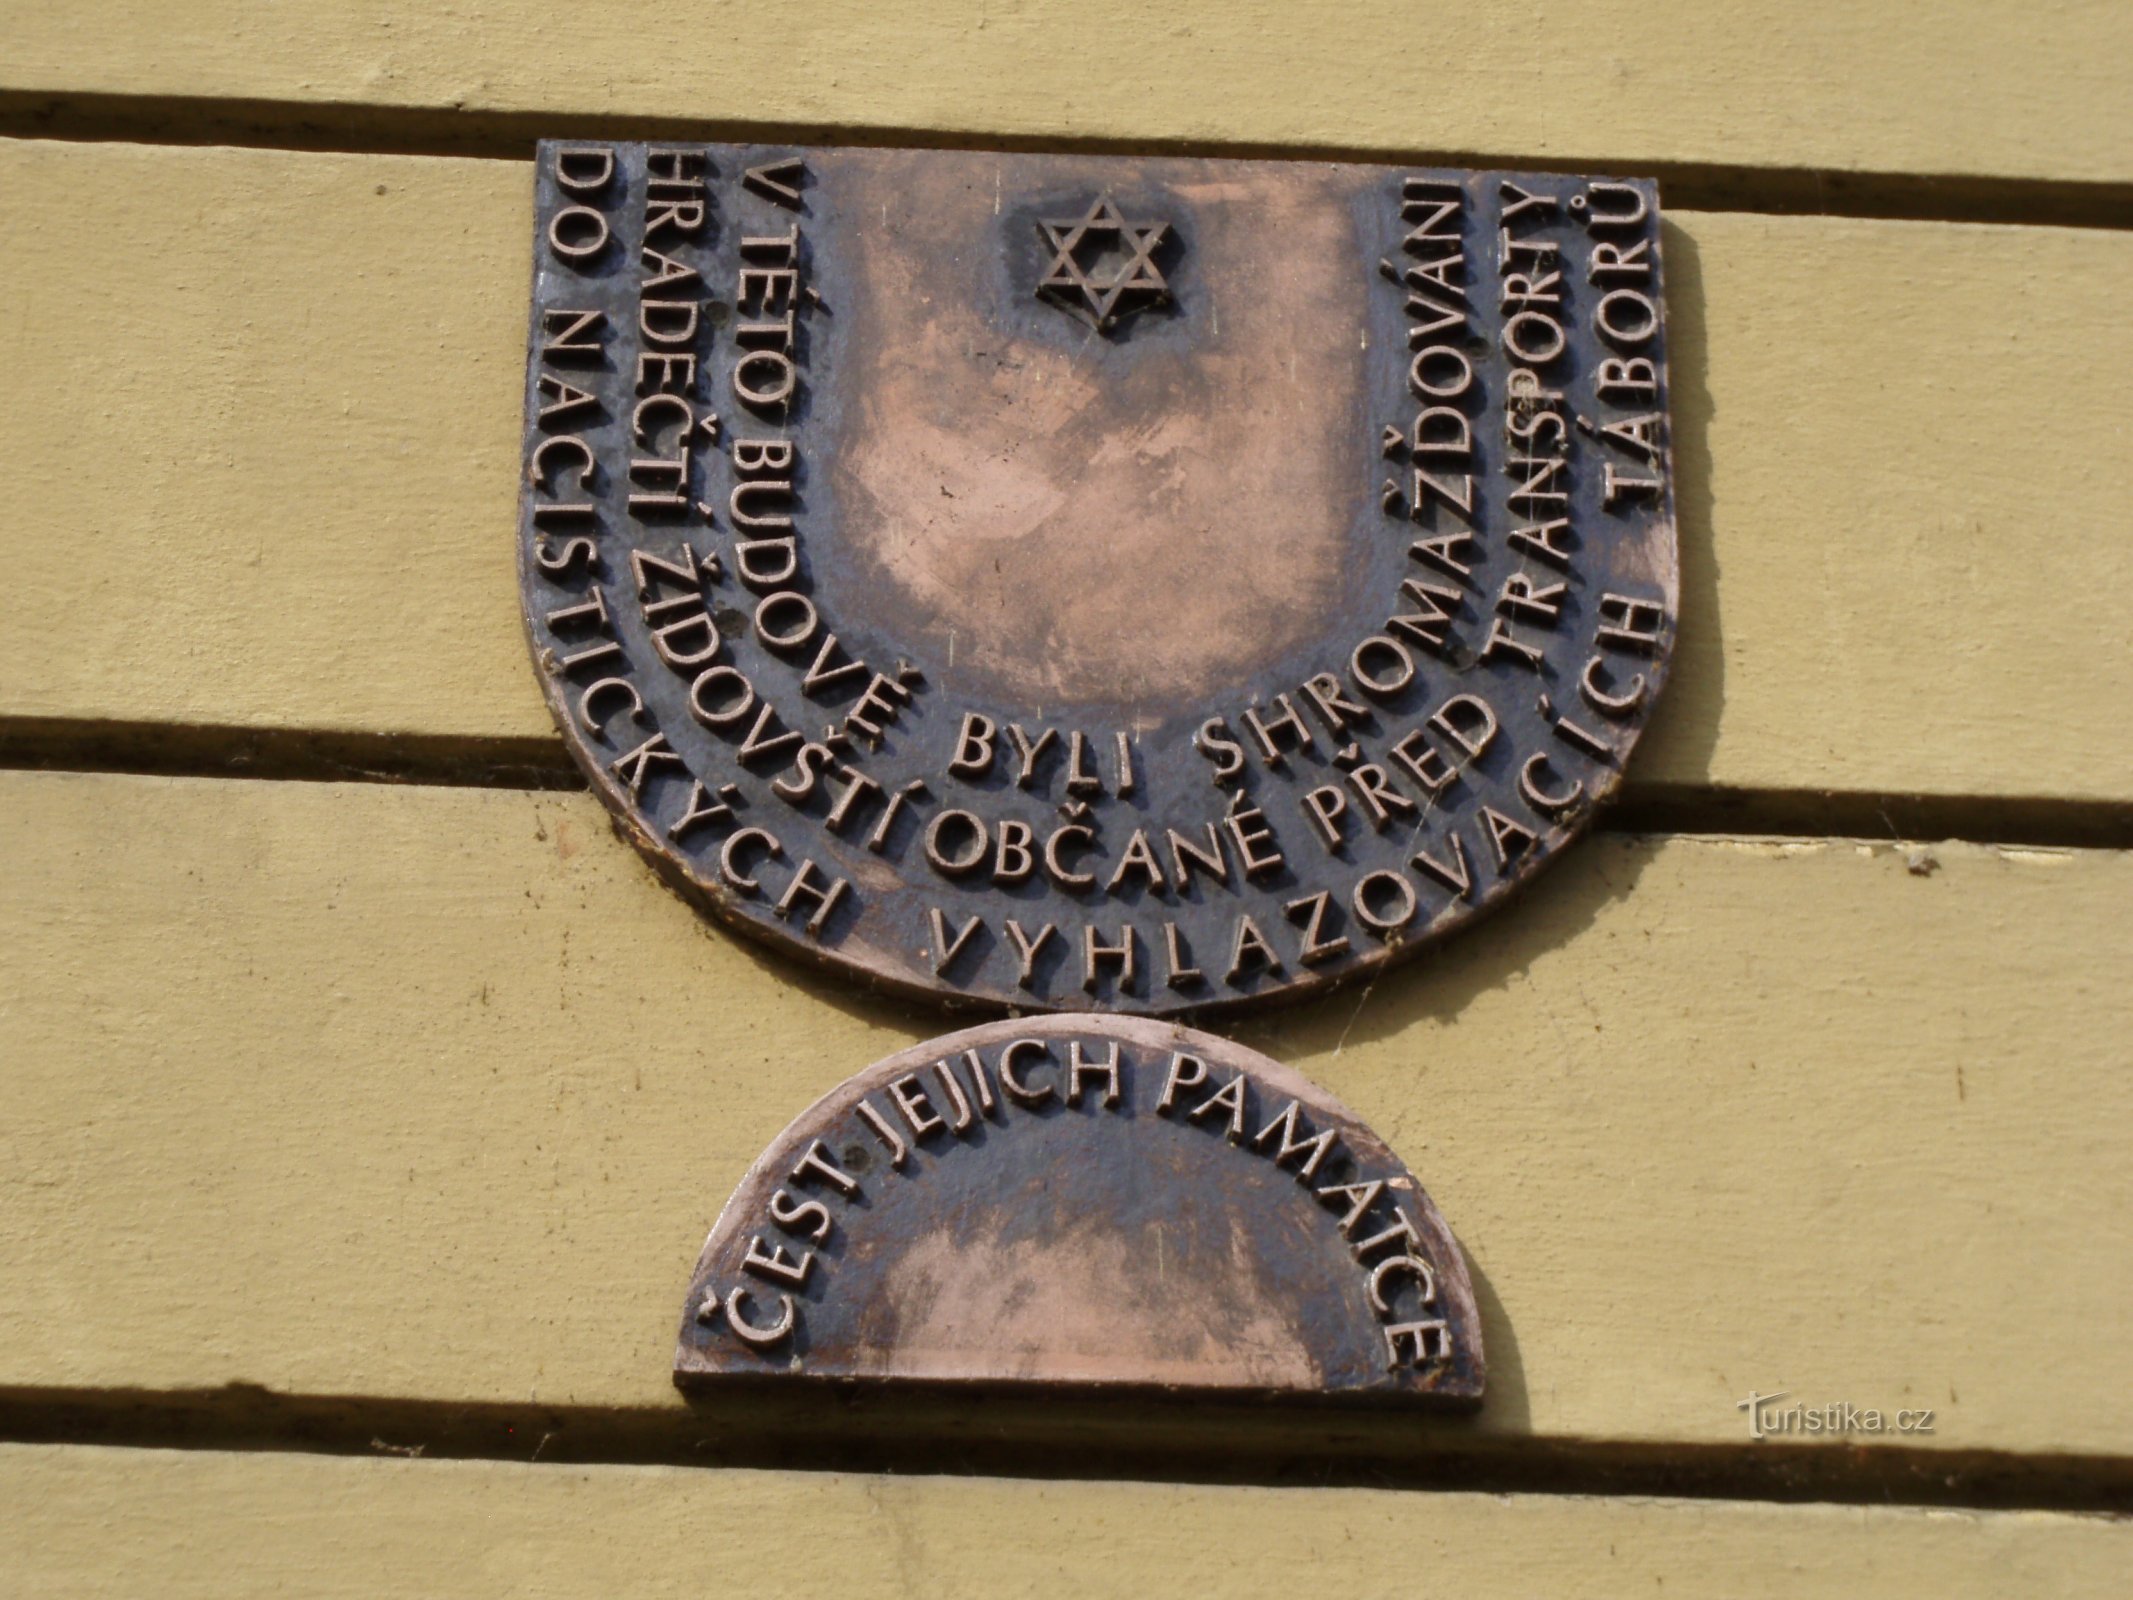 V TÉTO BUDOVĚ BYLI SHROMAŽĎOVÁNI
HRADEČTÍ ŽIDOVŠTÍ OBČANÉ PŘED TRANSPORTY
DO NACISTICKÝCH VYHLAZOVACÍCH TÁBORŮ
ČEST JEJICH PAMÁTCE
Turistika.cz